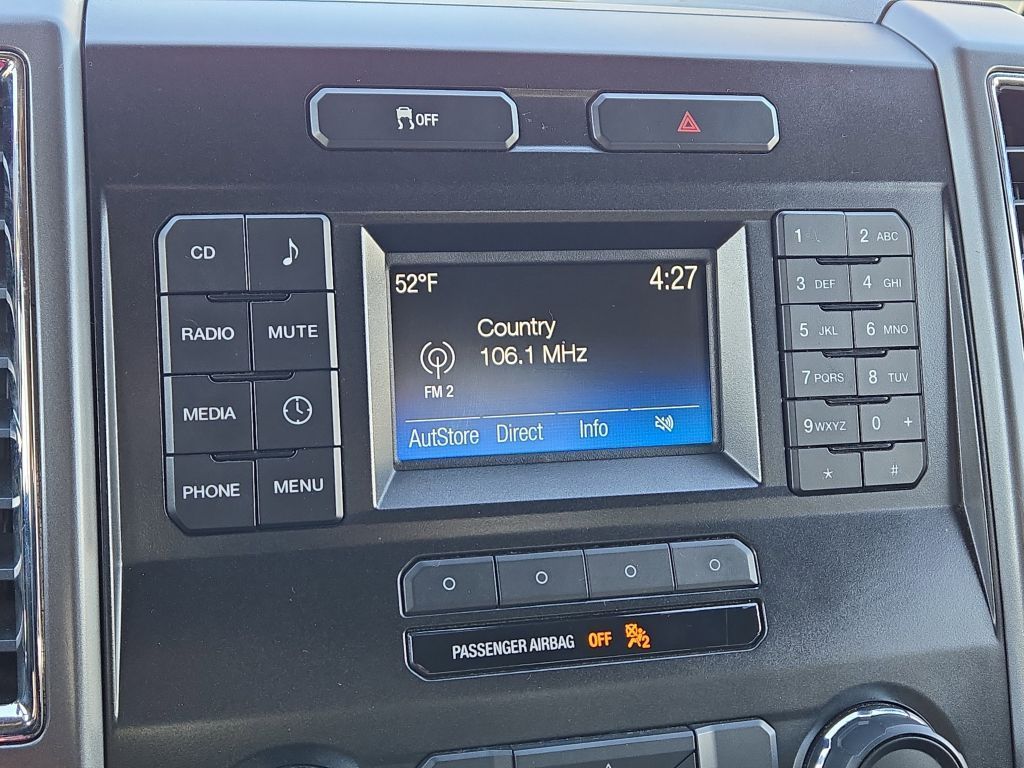 OFF
CD
RADIO MUTE
MEDIA
PHONE MENU
52°F 4:27
Country
106.1 MHz
FM 2
AutoStore Direct Info
1 2 ABC
3 DEF 4 GHI
5 JKL 6 MNO
7 PQRS 8 TUV
9 WXYZ 0 +
* #
PASSENGER AIRBAG OFF 2